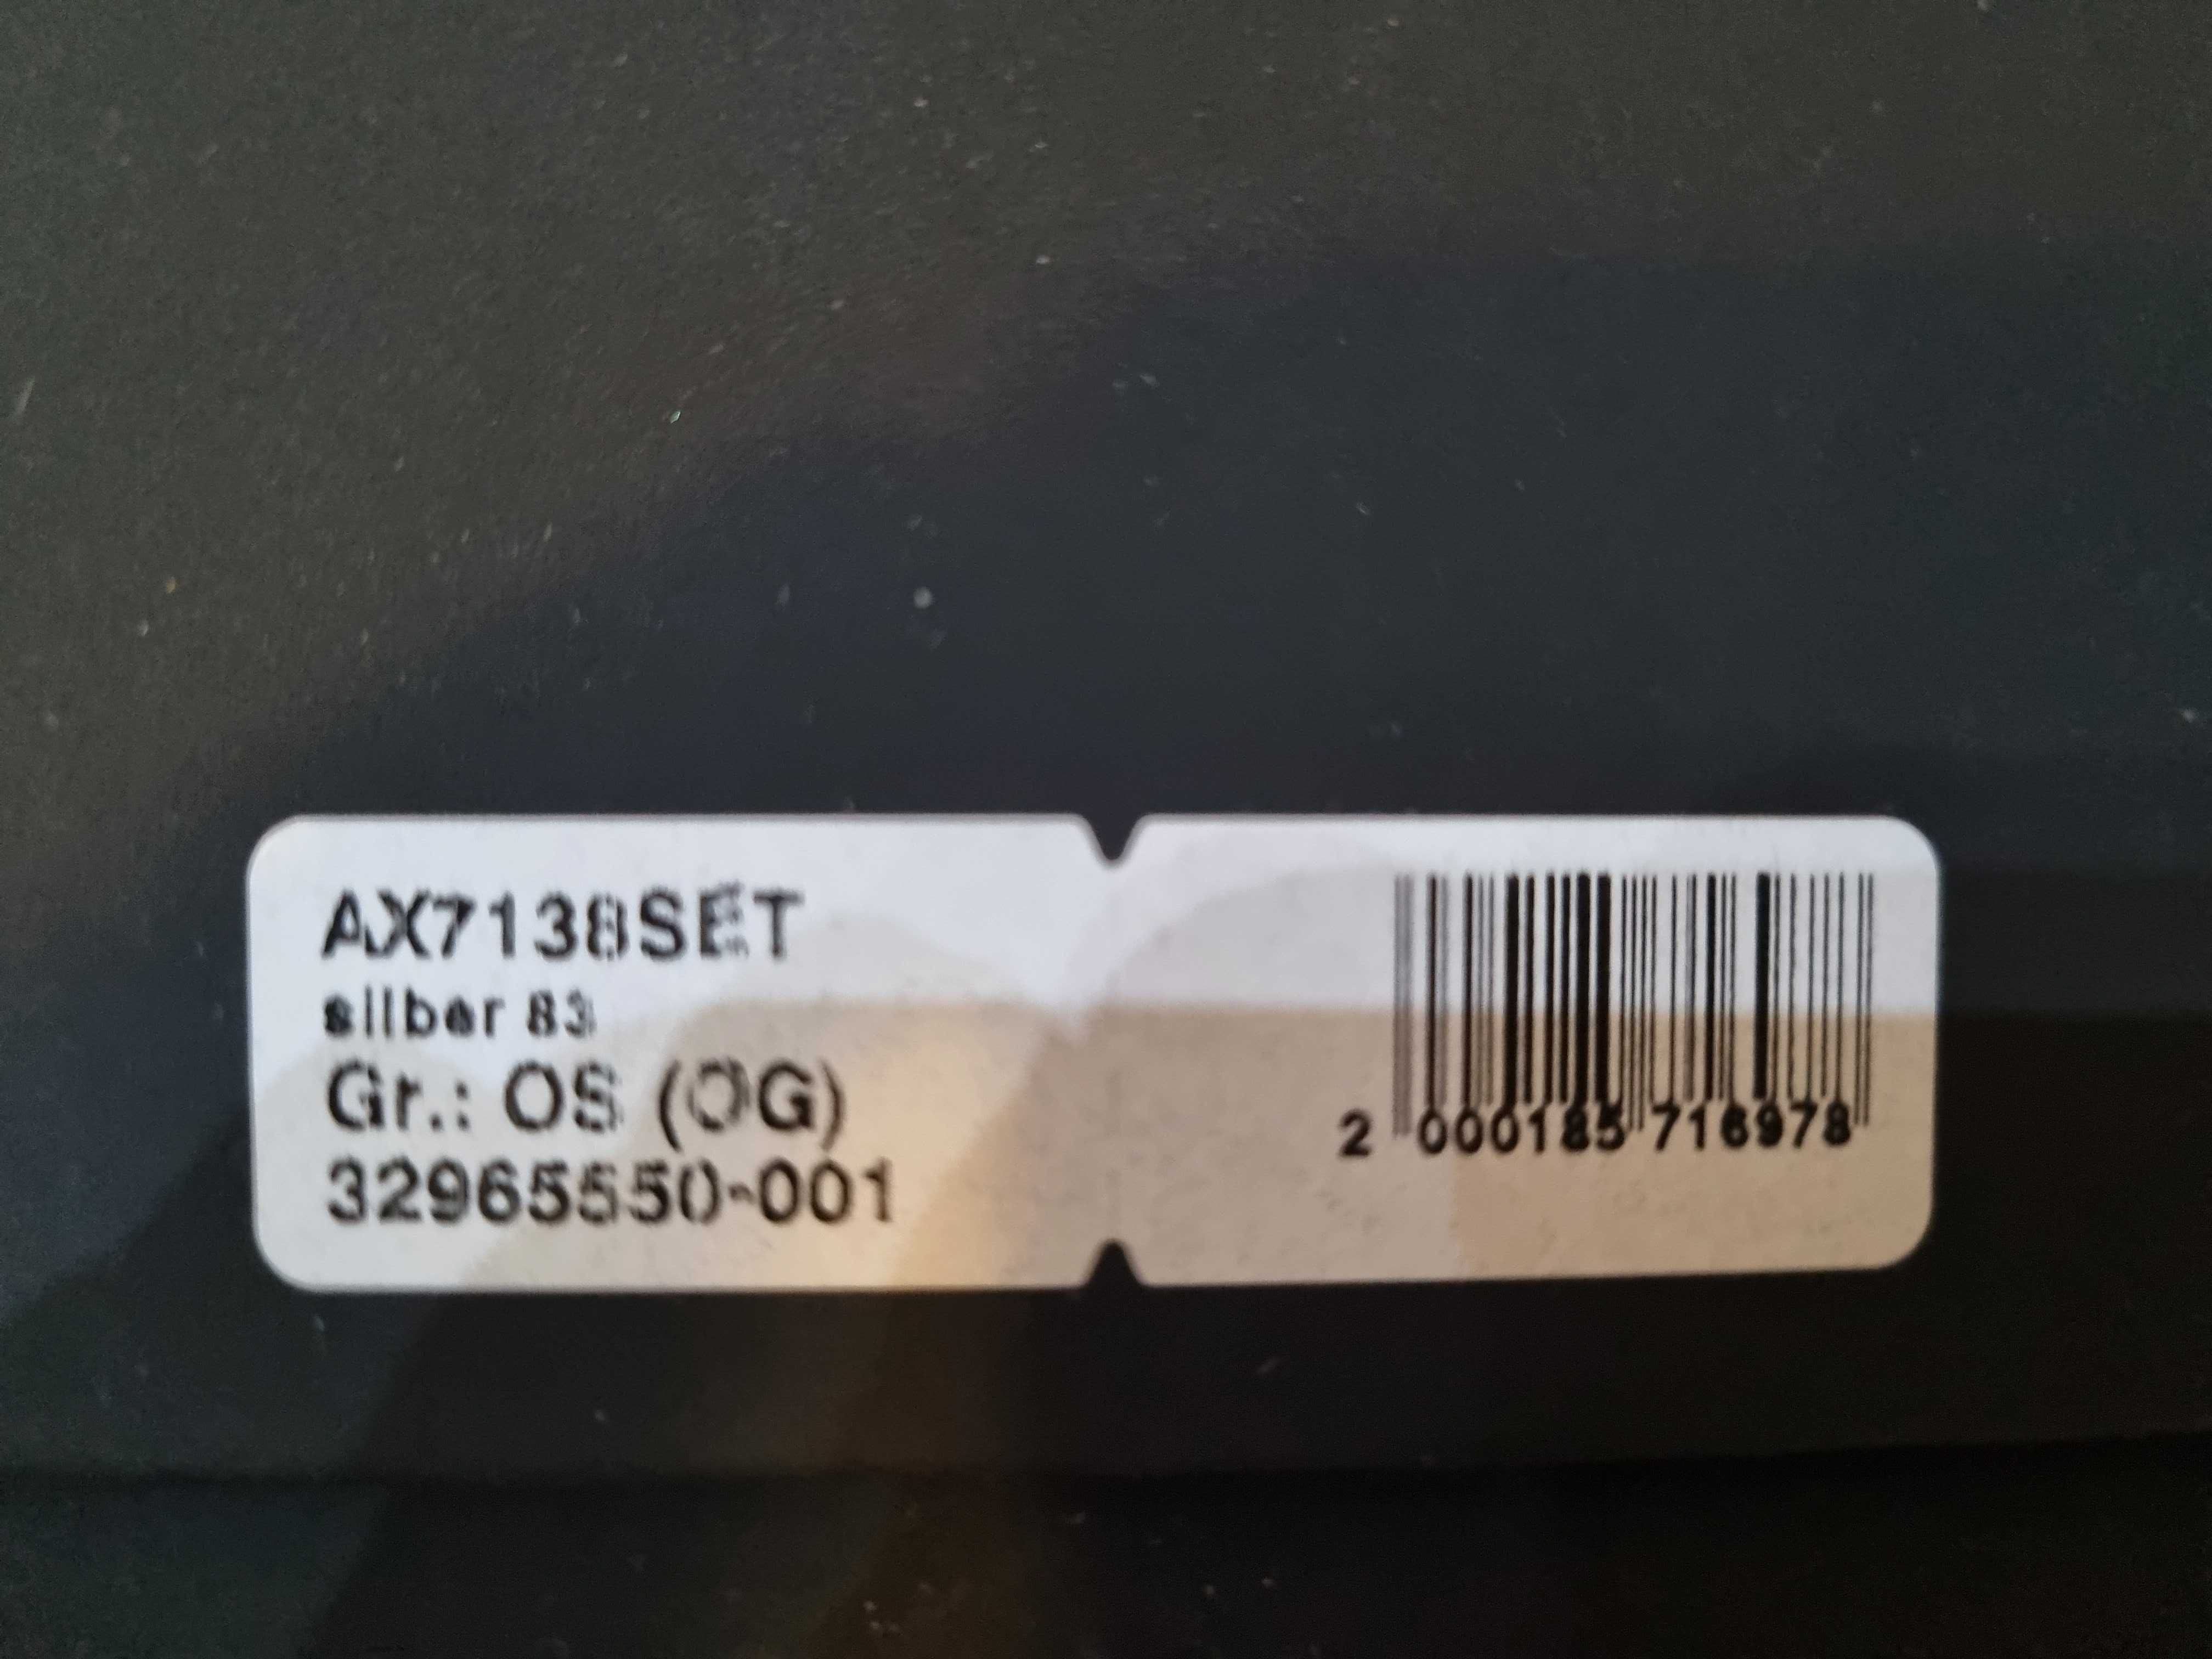 AX7138SET
silber 83
Gr.: OS (OG)
32965550-001
2 000185 716978